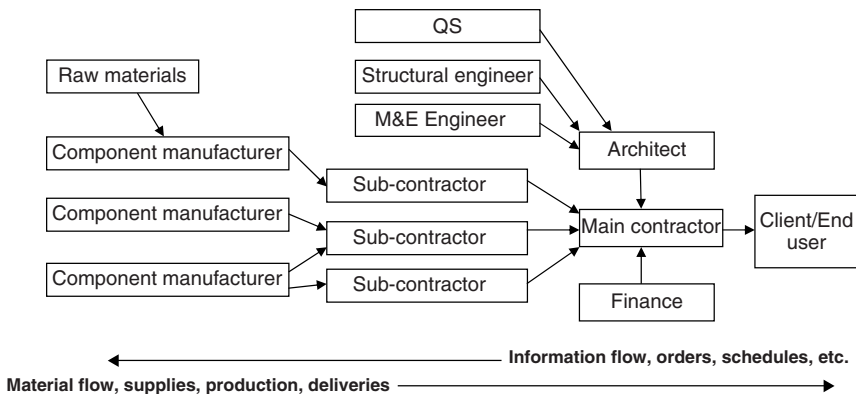 QS
Raw materials
Structural engineer
M&E Engineer
Component manufacturer
Architect
Sub-contractor
Component manufacturer
Sub-contractor
Main contractor
Client/End
user
Component manufacturer
Sub-contractor
Finance
Information flow, orders, schedules, etc.
Material flow, supplies, production, deliveries